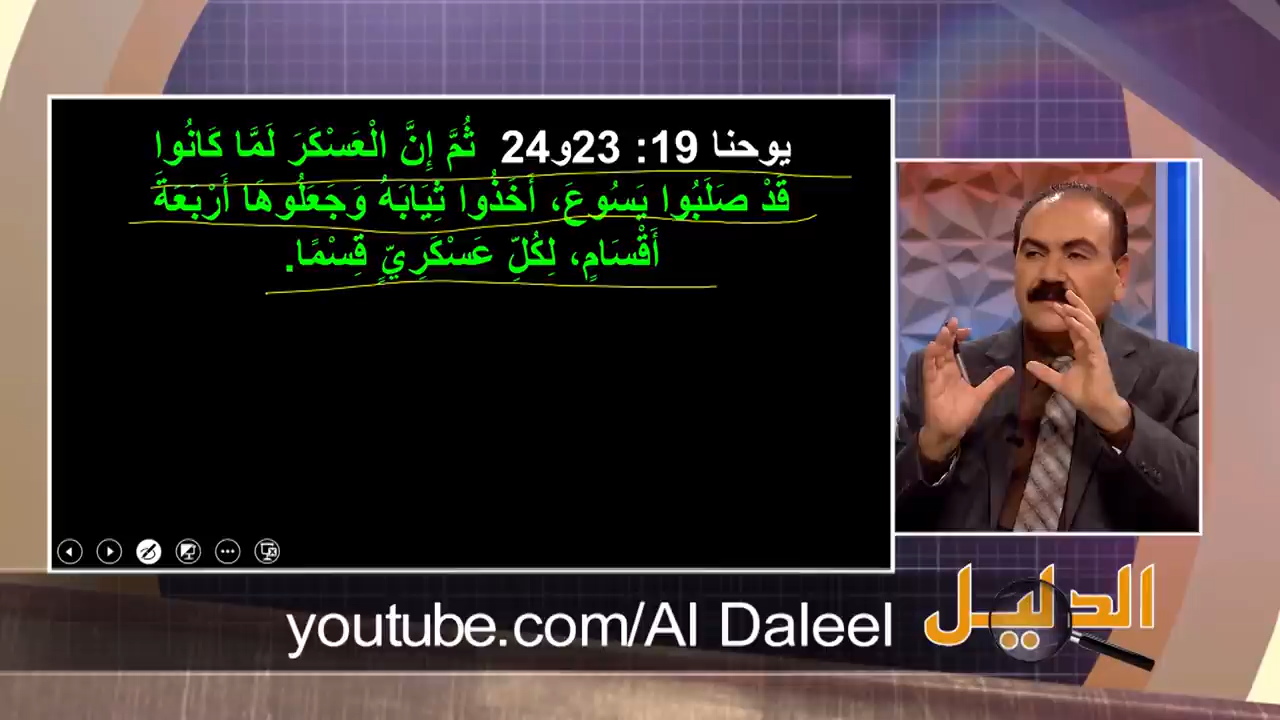 يوحنا 19: 23و24 ثُمَّ إِنَّ الْعَسْكَرَ لَمَّا كَانُوا
قَدْ صَلَبُوا يَسُوعَ، أَخَذُوا ثِيَابَهُ وَجَعَلُوهَا أَرْبَعَةَ
أَقْسَامٍ، لِكُلِّ عَسْكَرِيٍّ قِسْمًا.
youtube.com/Al Daleel
الدليل